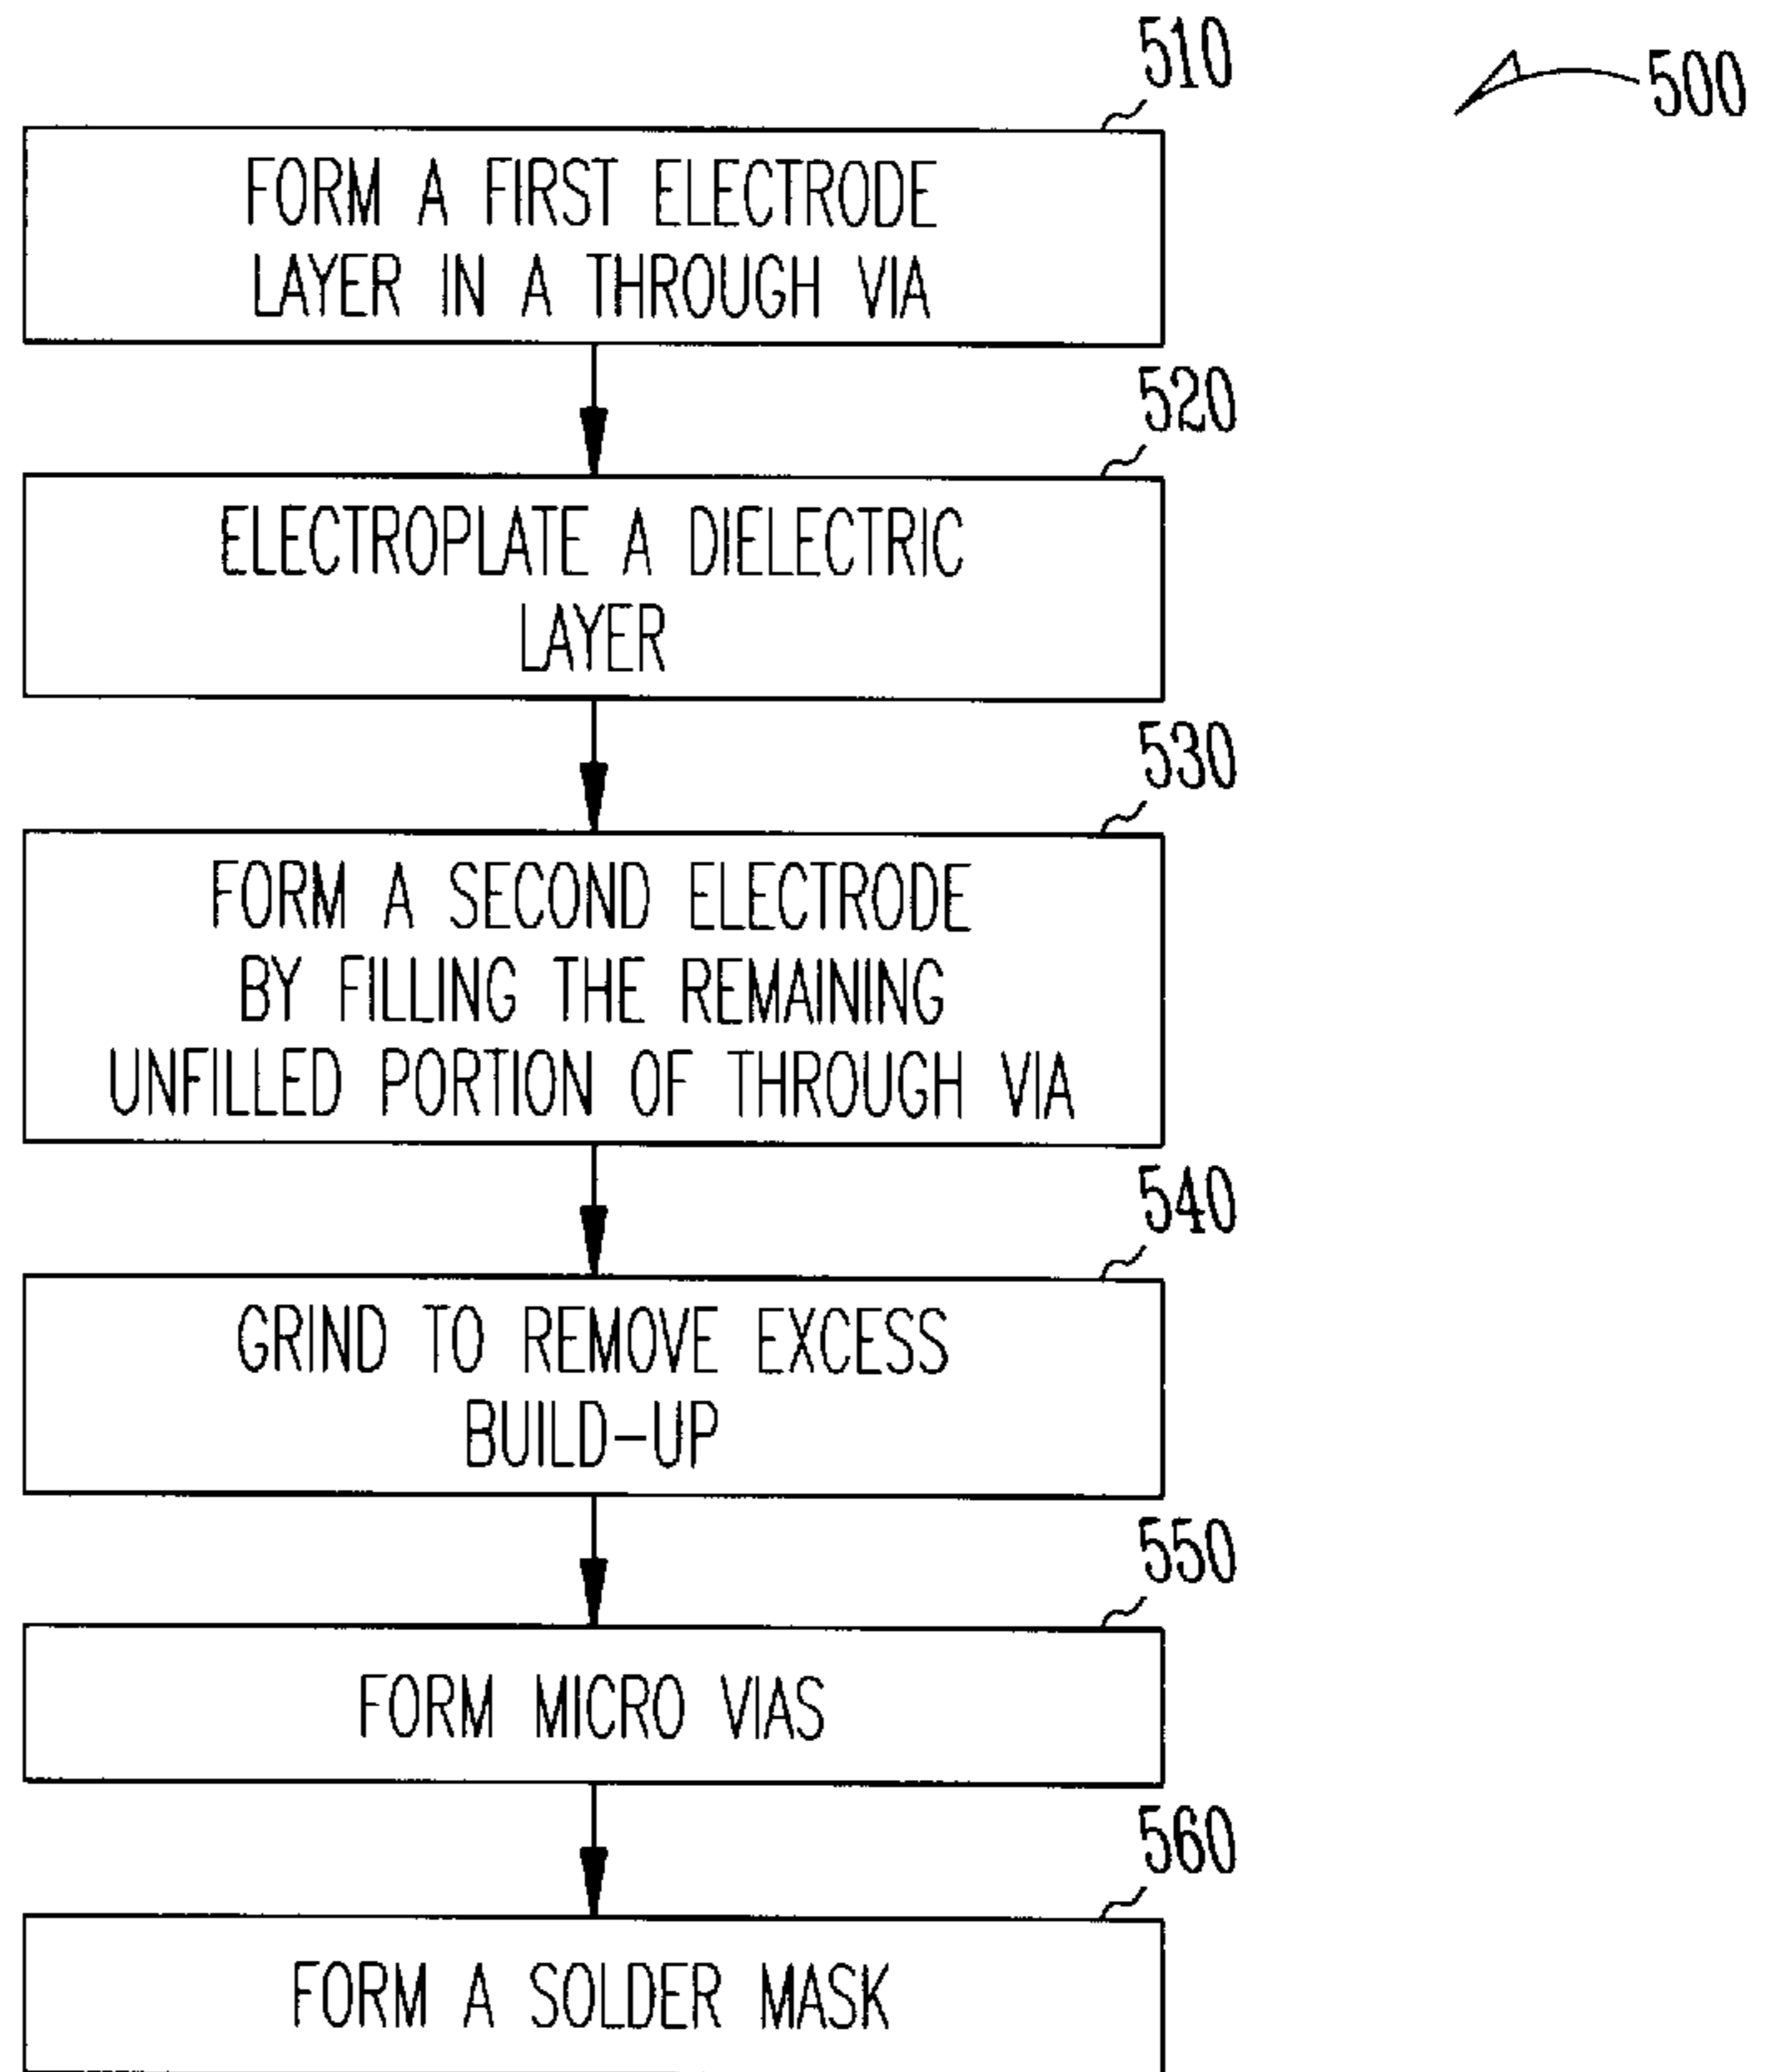 510
500
FORM A FIRST ELECTRODE
LAYER IN A THROUGH VIA
520
ELECTROPLATE A DIELECTRIC
LAYER
530
FORM A SECOND ELECTRODE
BY FILLING THE REMAINING
UNFILLED PORTION OF THROUGH VIA
540
GRIND TO REMOVE EXCESS
BUILD-UP
550
FORM MICRO VIAS
560
FORM A SOLDER MASK